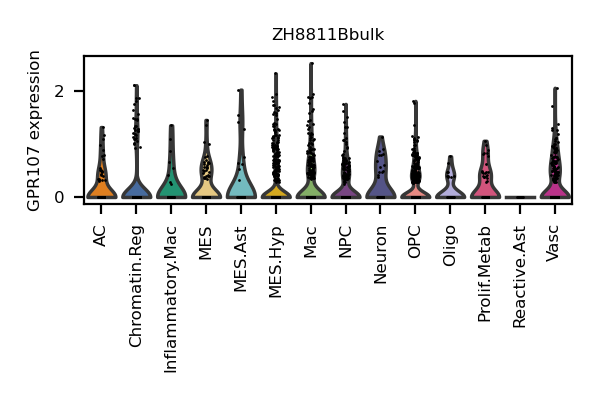 ZH8811Bbulk
GPR107 expression
2
0
AC
Chromatin.Reg
Inflammatory.Mac
MES
MES.Ast
MES.Hyp
Mac
NPC
Neuron
OPC
Oligo
Prolif.Metab
Reactive.Ast
Vasc